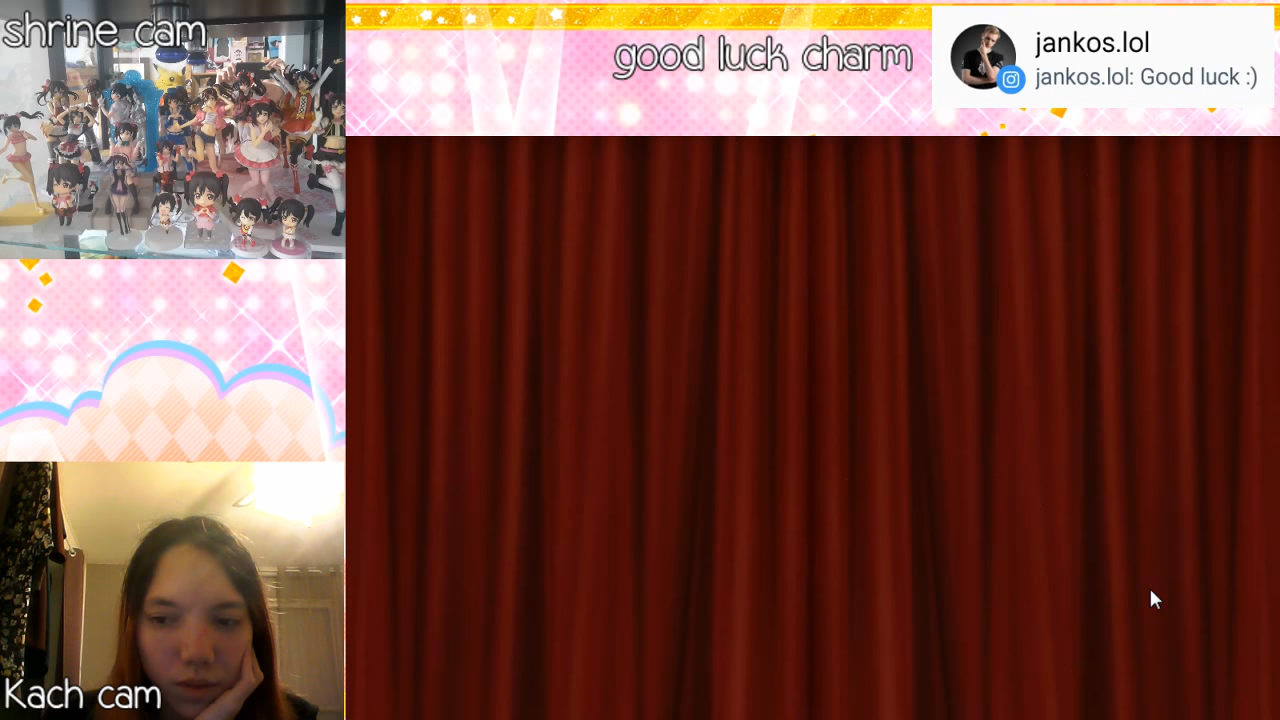 shrine cam
good luck charm
jankos.lol
jankos.lol: Good luck :)
Kach cam